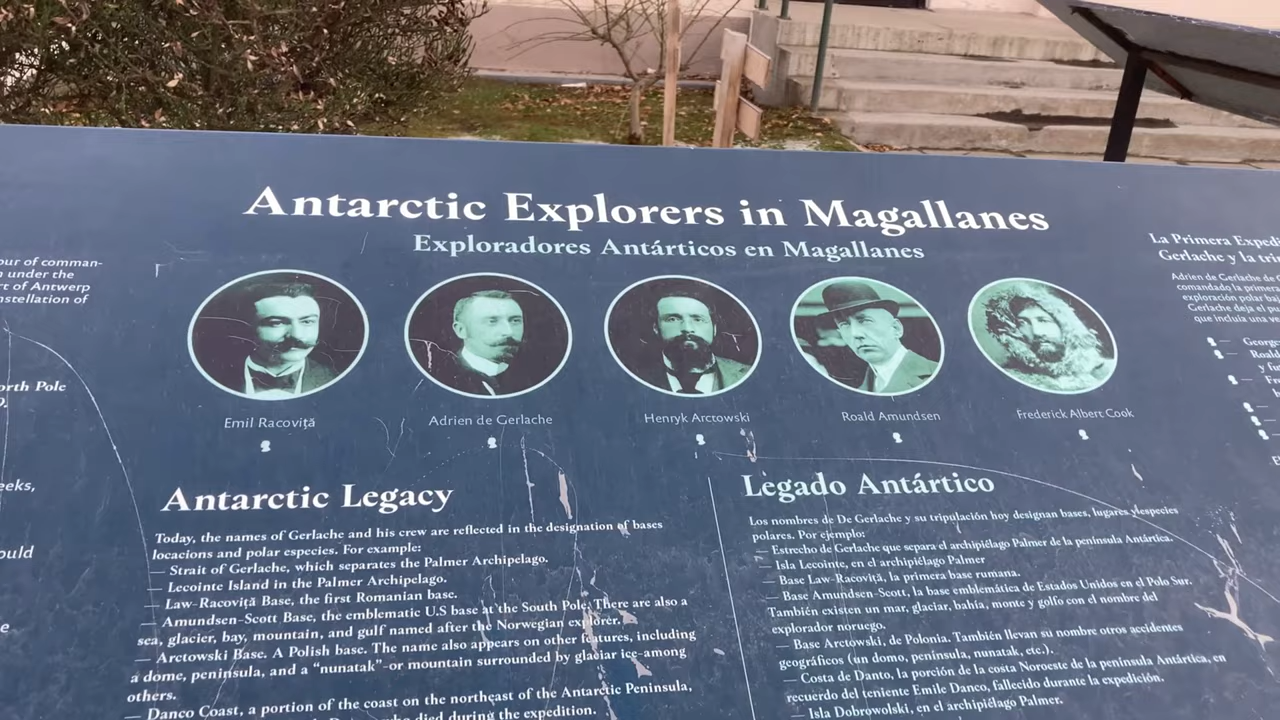 Antarctic Explorers in Magallanes
Exploradores Antárticos en Magallanes
our of comman-
n under the
rt of Antwerp
nstellation of
orth Pole
eeks,
ould
e
Emil Racoviţă
Adrien de Gerlache
Henryk Arctowski
Roald Amundsen
Frederick Albert Cook
Antarctic Legacy
Today, the names of Gerlache and his crew are reflected in the designation of bases
locacions and polar especies. For example:
— Strait of Gerlache, which separates the Palmer Archipelago.
— Lecointe Island in the Palmer Archipelago.
— Law-Racoviţă Base, the first Romanian base.
— Amundsen-Scott Base, the emblematic U.S base at the South Pole. There are also a
sea, glacier, bay, mountain, and gulf named after the Norwegian explorer.
— Arctowski Base. A Polish base. The name also appears on other features, including
a dome, peninsula, and a “nunatak”-or mountain surrounded by glaciar ice-among
others.
— Danco Coast, a portion of the coast on the northeast of the Antarctic Peninsula,
who died during the expedition.
Legado Antártico
Los nombres de De Gerlache y su tripulación hoy designan bases, lugares y especies
polares. Por ejemplo:
— Estrecho de Gerlache que separa el archipiélago Palmer de la península Antártica.
— Isla Lecointe, en el archipiélago Palmer
— Base Law-Racoviţă, la primera base rumana.
— Base Amundsen-Scott, la base emblemática de Estados Unidos en el Polo Sur.
También existen un mar, glaciar, bahía, monte y golfo con el nombre del
explorador noruego.
— Base Arctowski, de Polonia. También llevan su nombre otros accidentes
geográficos (un domo, península, nunatak, etc.).
— Costa de Danto, la porción de la costa Noroeste de la península Antártica, en
recuerdo del teniente Emile Danco, fallecido durante la expedición.
— Isla Dobrowolski, en el archipiélago Palmer.
La Primera Exped
Gerlache y la tri
Adrien de Gerlache de
comandado la primera
exploración polar ba
Gerlache deja el pu
que incluía una ve
George
Roald
y fu